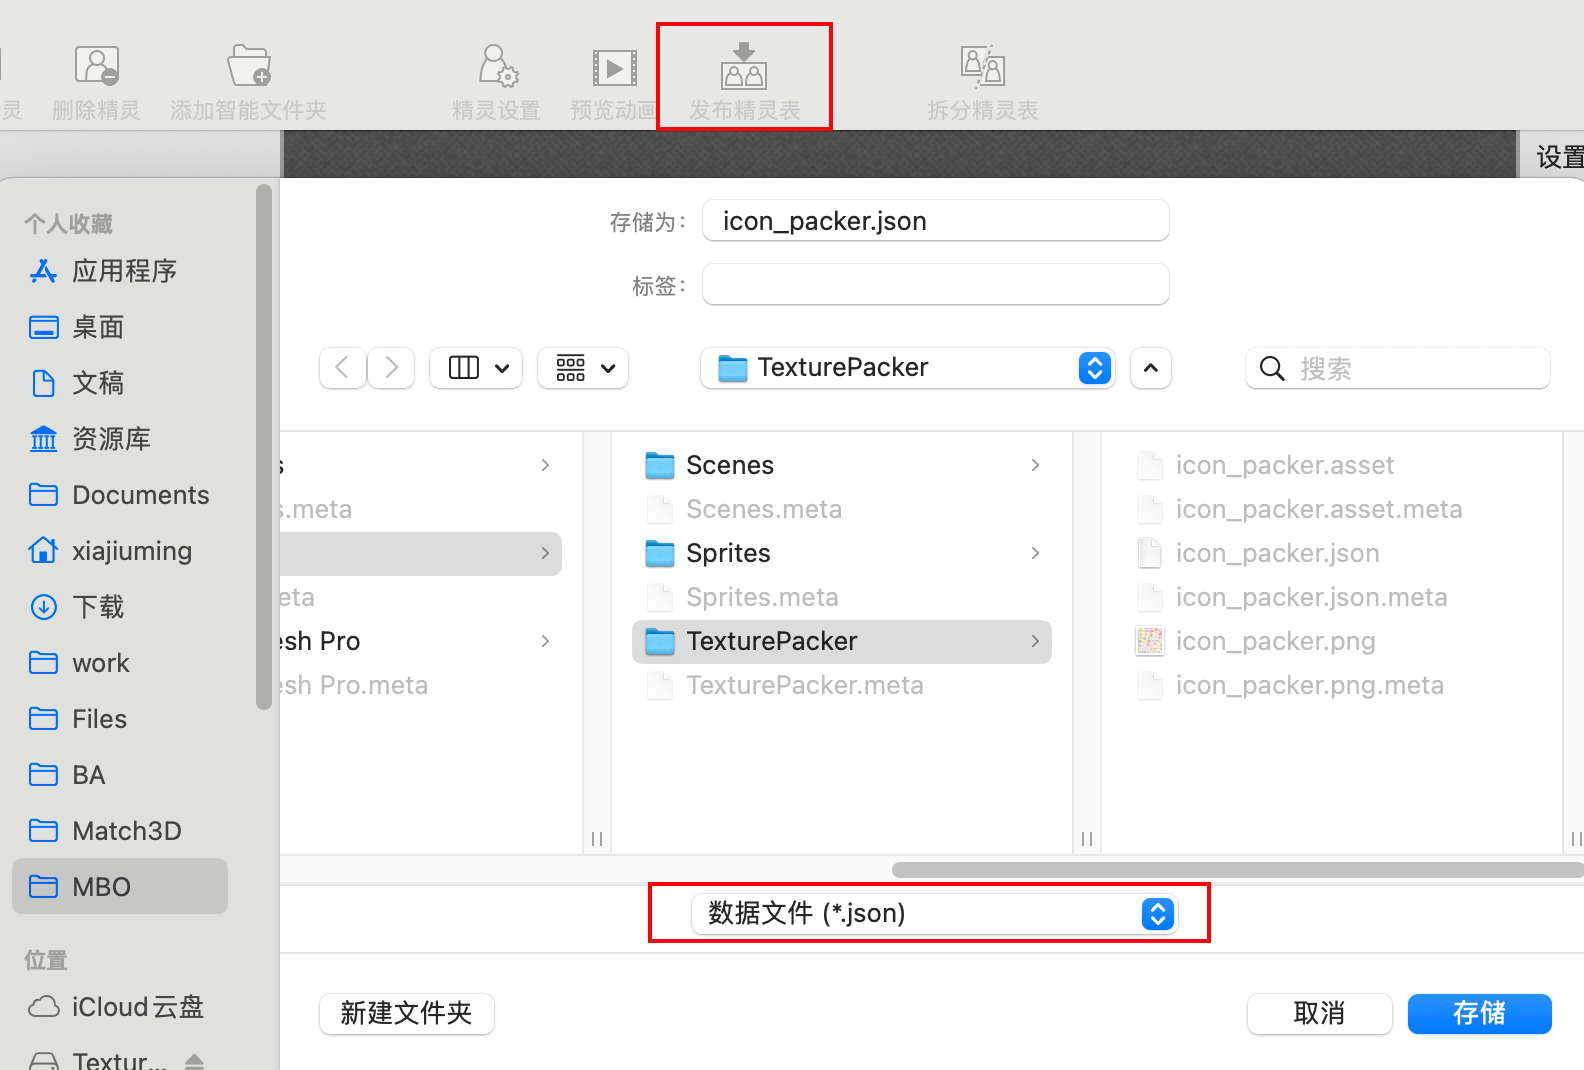 灵
删除精灵
添加智能文件夹
精灵设置
预览动画
发布精灵表
拆分精灵表
设置
个人收藏
应用程序
桌面
文稿
资源库
Documents
xiajiuming
下载
work
Files
BA
Match3D
MBO
位置
iCloud云盘
Textur...
存储为:
icon_packer.json
标签:
TexturePacker
搜索
s
s.meta
eta
esh Pro
esh Pro.meta
Scenes
Scenes.meta
Sprites
Sprites.meta
TexturePacker
TexturePacker.meta
icon_packer.asset
icon_packer.asset.meta
icon_packer.json
icon_packer.json.meta
icon_packer.png
icon_packer.png.meta
数据文件 (*.json)
新建文件夹
取消
存储